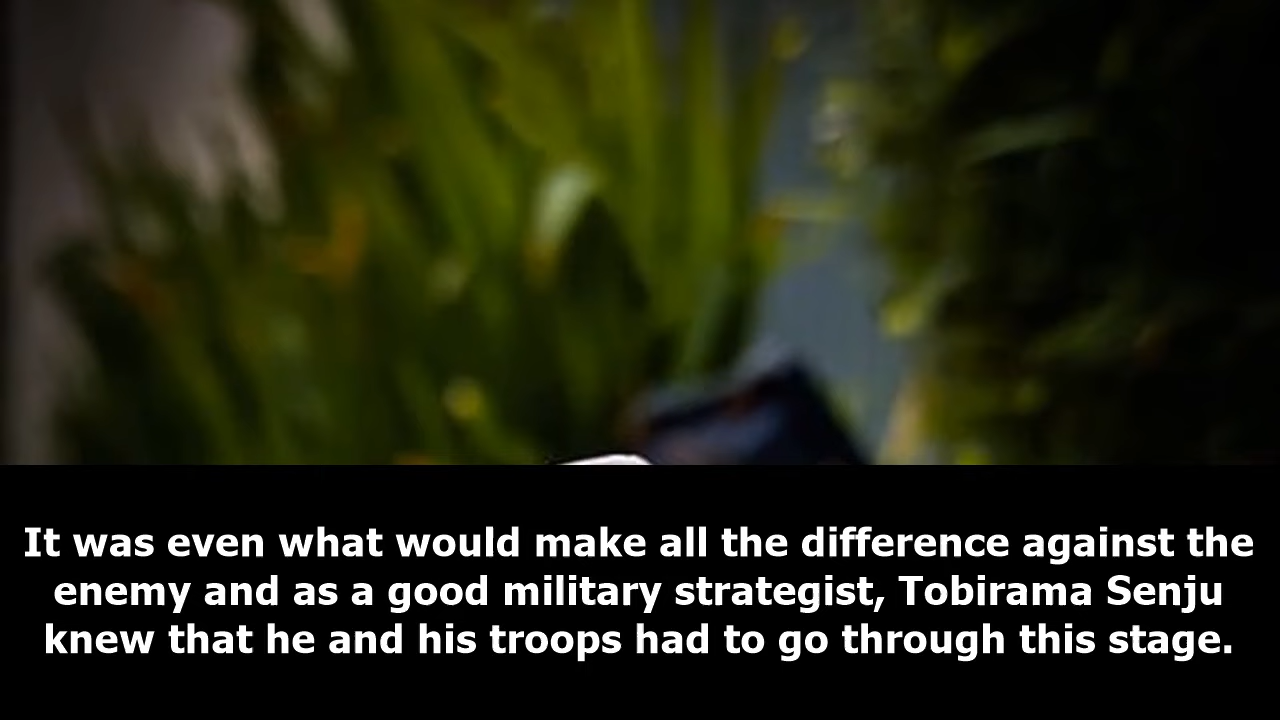 It was even what would make all the difference against the
enemy and as a good military strategist, Tobirama Senju
knew that he and his troops had to go through this stage.